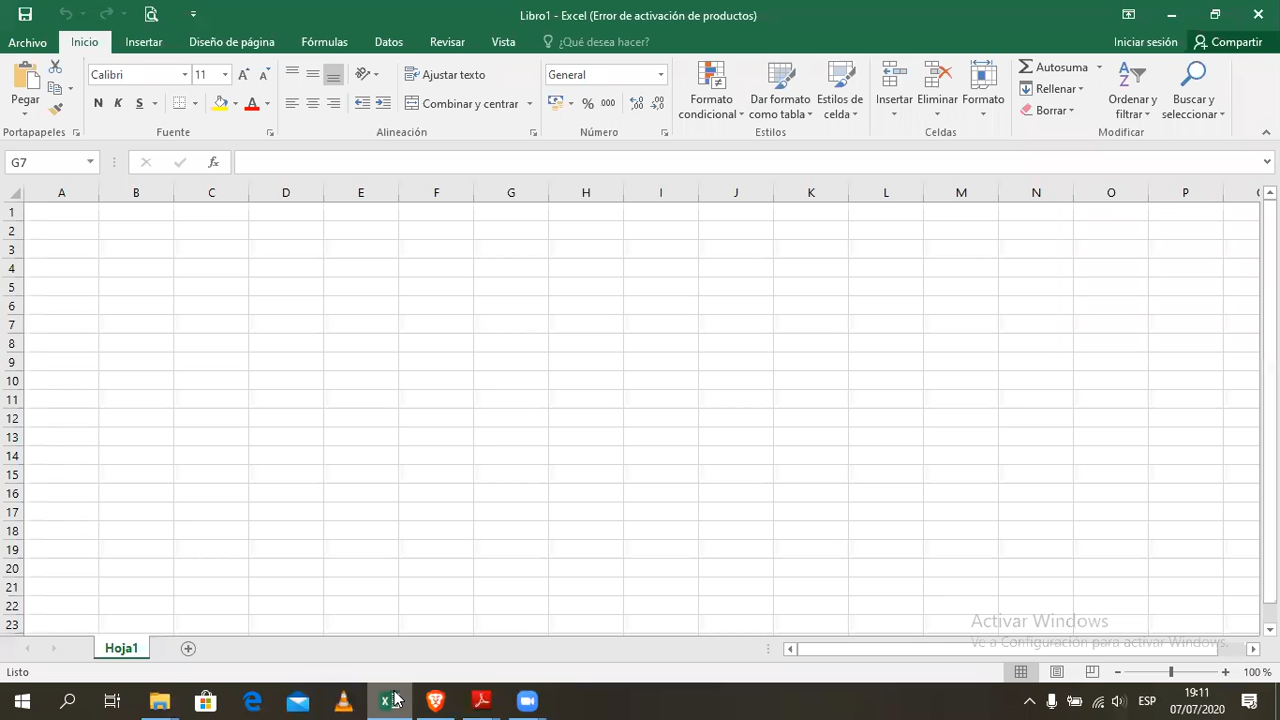 Libro1 - Excel (Error de activación de productos)
Archivo Inicio Insertar Diseño de página Fórmulas Datos Revisar Vista ¿Qué desea hacer? Iniciar sesión Compartir
Pegar
Calibri 11
N K S
Ajustar texto
Combinar y centrar
General
% 000
Formato condicional
Dar formato como tabla
Estilos de celda
Insertar Eliminar Formato
Autosuma
Rellenar
Borrar
Ordenar y filtrar
Buscar y seleccionar
Portapapeles Fuente Alineación Número Estilos Celdas Modificar
G7 fx
A B C D E F G H I J K L M N O P
1
2
3
4
5
6
7
8
9
10
11
12
13
14
15
16
17
18
19
20
21
22
23
Activar Windows
Ve a Configuración para activar Windows.
Hoja1
Listo 100 %
ESP 19:11
07/07/2020